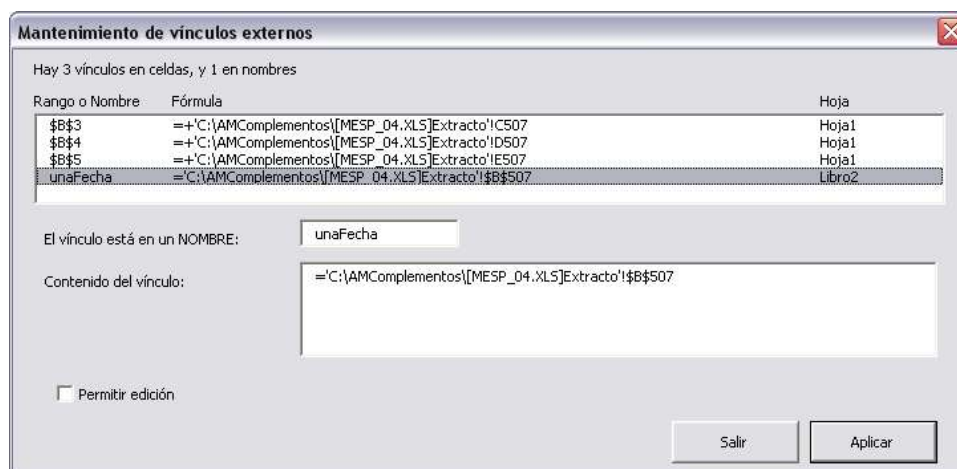 Mantenimiento de vínculos externos
Hay 3 vínculos en celdas, y 1 en nombres
Rango o Nombre Fórmula Hoja
$B$3 =+'C:\AMComplementos\[MESP_04.XLS]Extracto'!C507 Hoja1
$B$4 =+'C:\AMComplementos\[MESP_04.XLS]Extracto'!D507 Hoja1
$B$5 =+'C:\AMComplementos\[MESP_04.XLS]Extracto'!E507 Hoja1
unaFecha ='C:\AMComplementos\[MESP_04.XLS]Extracto'!$B$507 Libro2
El vínculo está en un NOMBRE: unaFecha
Contenido del vínculo: ='C:\AMComplementos\[MESP_04.XLS]Extracto'!$B$507
Permitir edición
Salir Aplicar